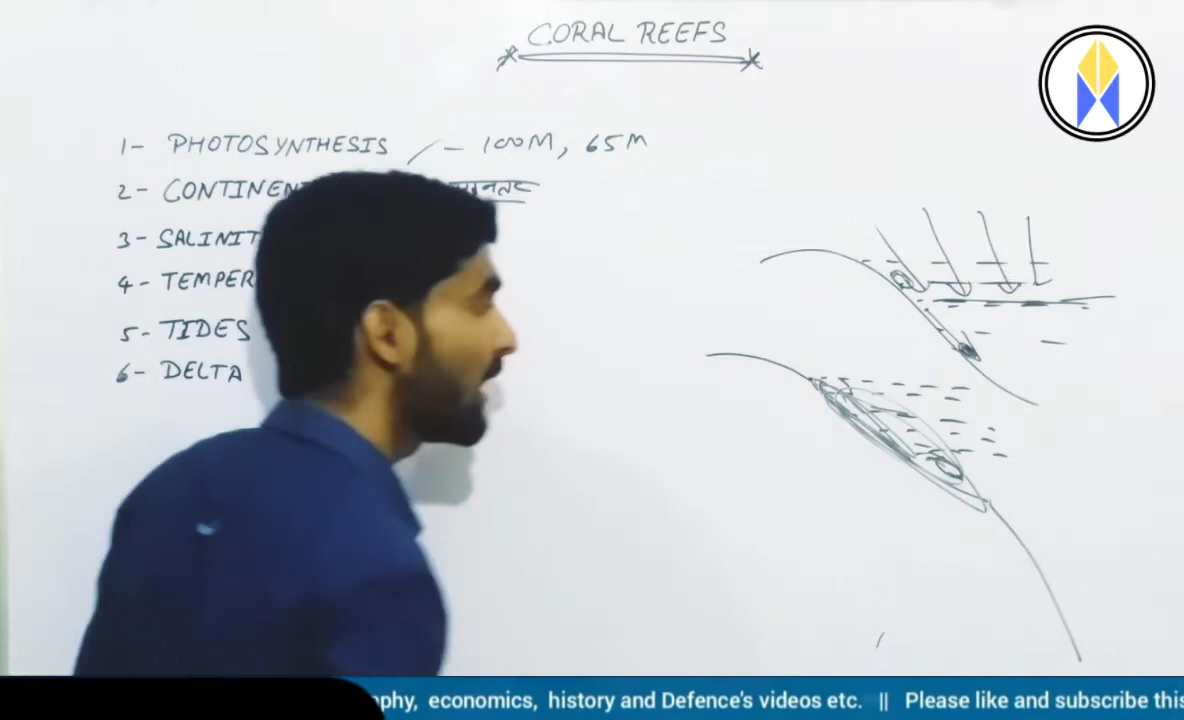 CORAL REEFS
1- PHOTOSYNTHESIS - 100M, 65M
2- CONTINEN
3- SALINIT
4- TEMPER
5- TIDES
6- DELTA
phy, economics, history and Defence's videos etc. || Please like and subscribe this